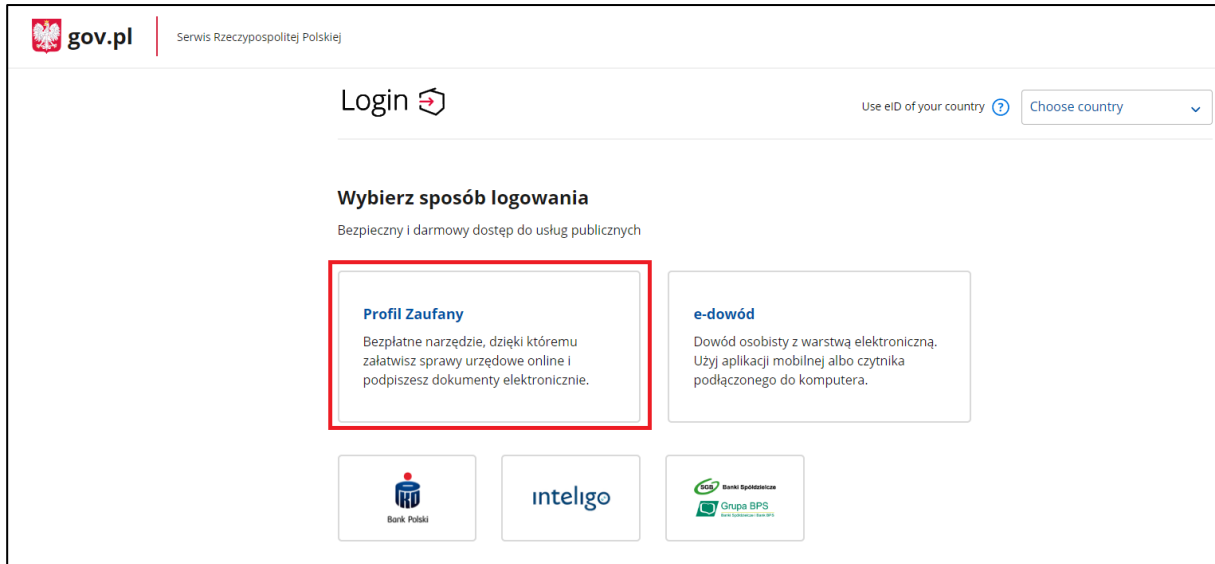 gov.pl
Serwis Rzeczypospolitej Polskiej
Login
Use eID of your country ?
Choose country
Wybierz sposób logowania
Bezpieczny i darmowy dostęp do usług publicznych
Profil Zaufany
Bezpłatne narzędzie, dzięki któremu
załatwisz sprawy urzędowe online i
podpiszesz dokumenty elektronicznie.
e-dowód
Dowód osobisty z warstwą elektroniczną.
Użyj aplikacji mobilnej albo czytnika
podłączonego do komputera.
Bank Polski
inteligo
SGB Banki Spółdzielcze
Grupa BPS